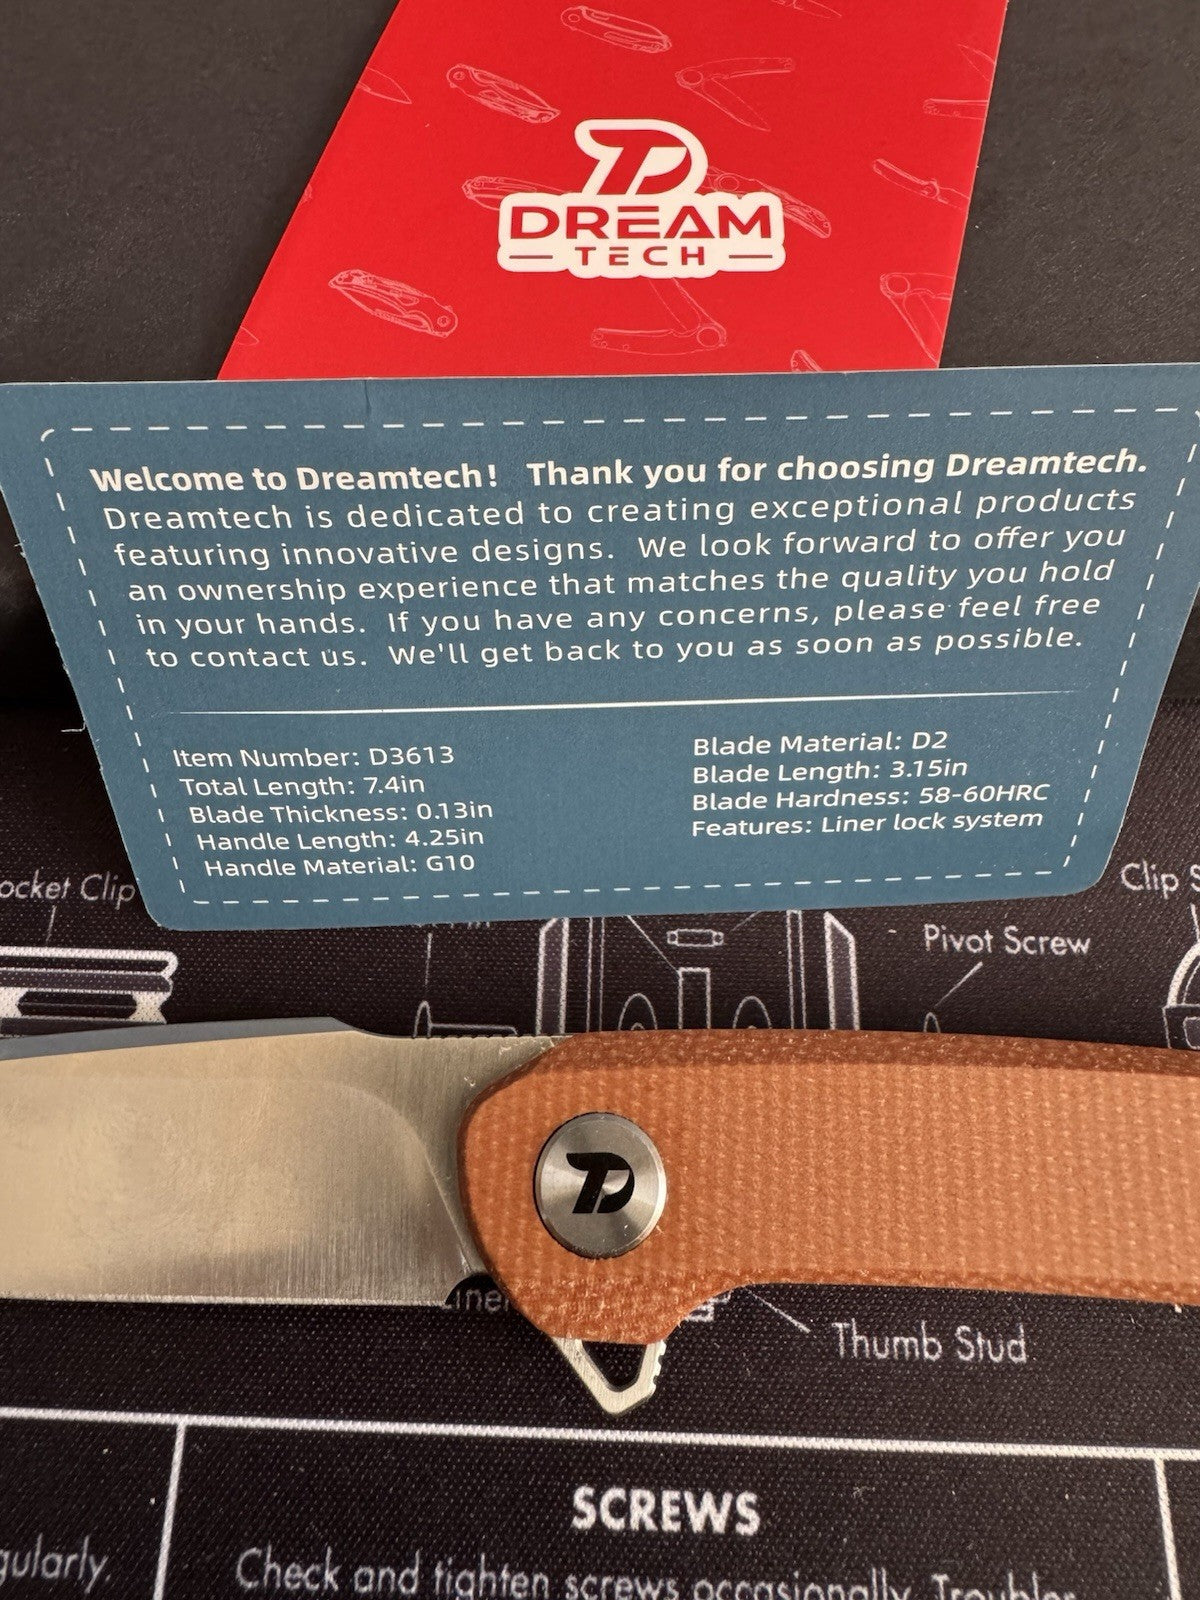 DREAM
TECH
Welcome to Dreamtech! Thank you for choosing Dreamtech.
Dreamtech is dedicated to creating exceptional products
featuring innovative designs. We look forward to offer you
an ownership experience that matches the quality you hold
in your hands. If you have any concerns, please feel free
to contact us. We'll get back to you as soon as possible.
Item Number: D3613
Total Length: 7.4in
Blade Thickness: 0.13in
Handle Length: 4.25in
Handle Material: G10
Blade Material: D2
Blade Length: 3.15in
Blade Hardness: 58-60HRC
Features: Liner lock system
Clip
Clip
Pivot Screw
Thumb Stud
SCREWS
Check and tighten screws occasionally.